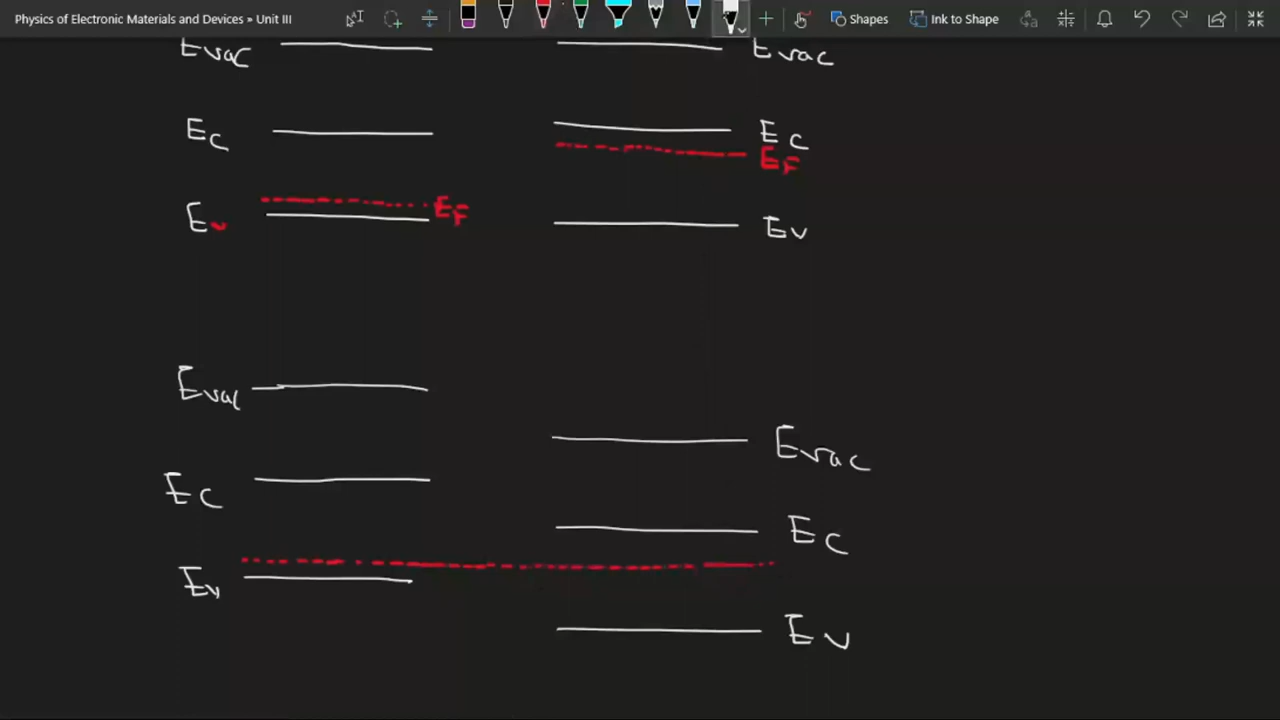 Physics of Electronic Materials and Devices » Unit III
Shapes
Ink to Shape
Evac
Evac
Ec
Ec
EF
Ev
EF
Ev
Evac
Evac
Ec
Ec
Ev
Ev